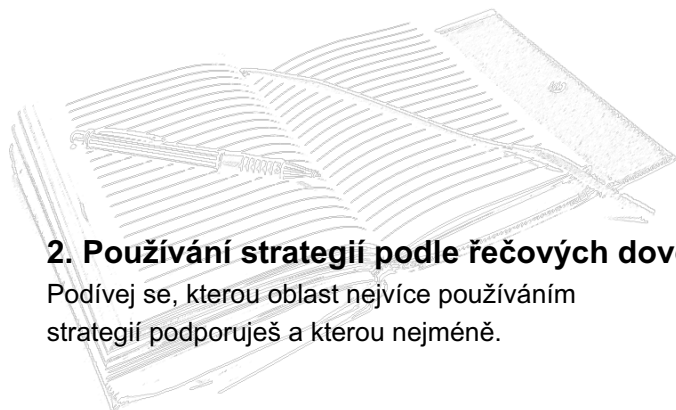 2. Používání strategií podle řečových dov
Podívej se, kterou oblast nejvíce používáním
strategií podporuješ a kterou nejméně.